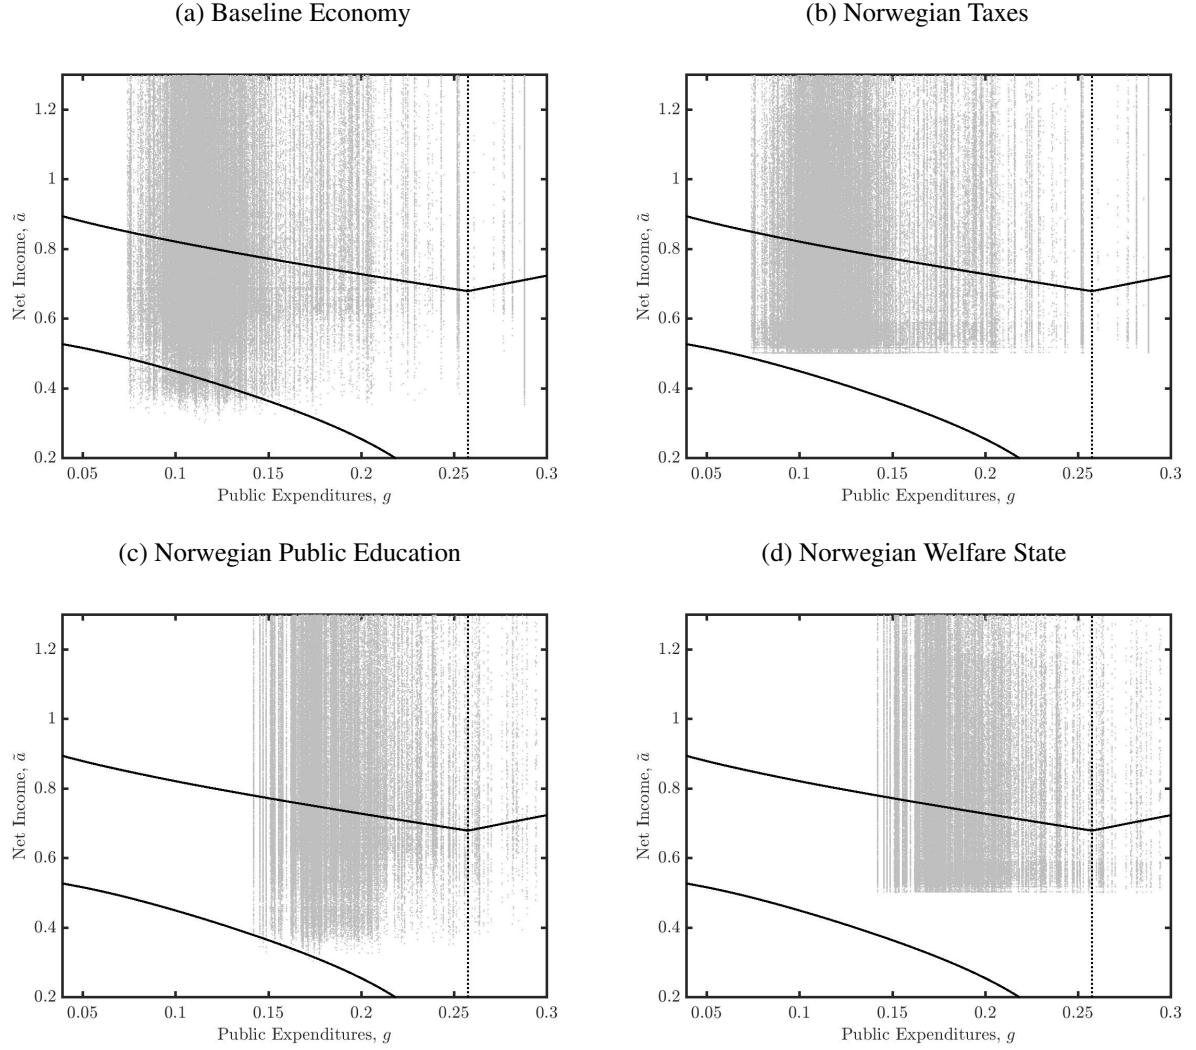 (a) Baseline Economy
1.2
1
0.8
0.6
0.4
0.2
Net Income, ã
0.05 0.1 0.15 0.2 0.25 0.3
Public Expenditures, g
(b) Norwegian Taxes
1.2
1
0.8
0.6
0.4
0.2
Net Income, ã
0.05 0.1 0.15 0.2 0.25 0.3
Public Expenditures, g
(c) Norwegian Public Education
1.2
1
0.8
0.6
0.4
0.2
Net Income, ã
0.05 0.1 0.15 0.2 0.25 0.3
Public Expenditures, g
(d) Norwegian Welfare State
1.2
1
0.8
0.6
0.4
0.2
Net Income, ã
0.05 0.1 0.15 0.2 0.25 0.3
Public Expenditures, g